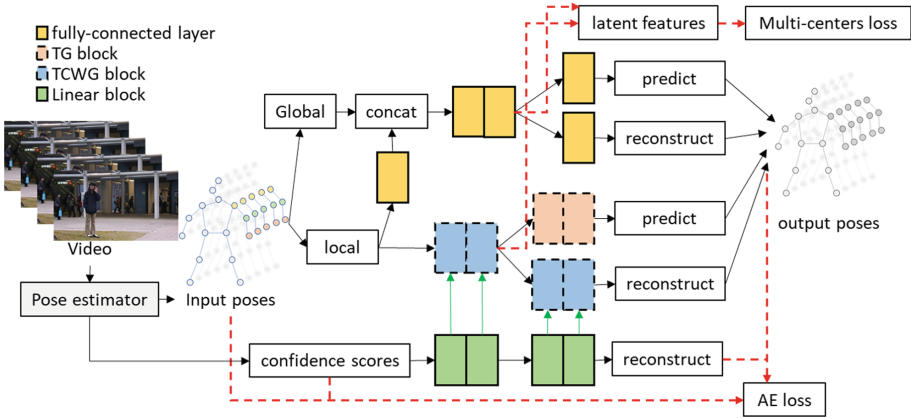 fully-connected layer
TG block
TCWG block
Linear block
latent features
Multi-centers loss
Global
concat
predict
reconstruct
local
predict
reconstruct
output poses
Video
Pose estimator
Input poses
confidence scores
reconstruct
AE loss